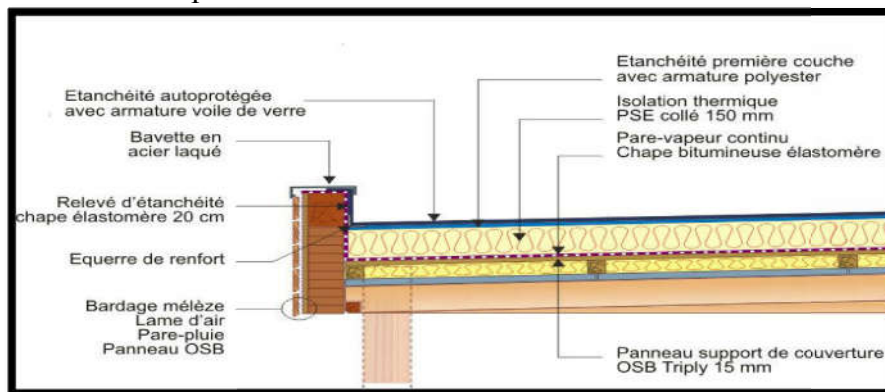 Etanchéité autoprotégée
avec armature voile de verre
Bavette en
acier laqué
Relevé d'étanchéité
chape élastomère 20 cm
Equerre de renfort
Bardage mélèze
Lame d'air
Pare-pluie
Panneau OSB
Etanchéité première couche
avec armature polyester
Isolation thermique
PSE collé 150 mm
Pare-vapeur continu
Chape bitumineuse élastomère
Panneau support de couverture
OSB Triply 15 mm